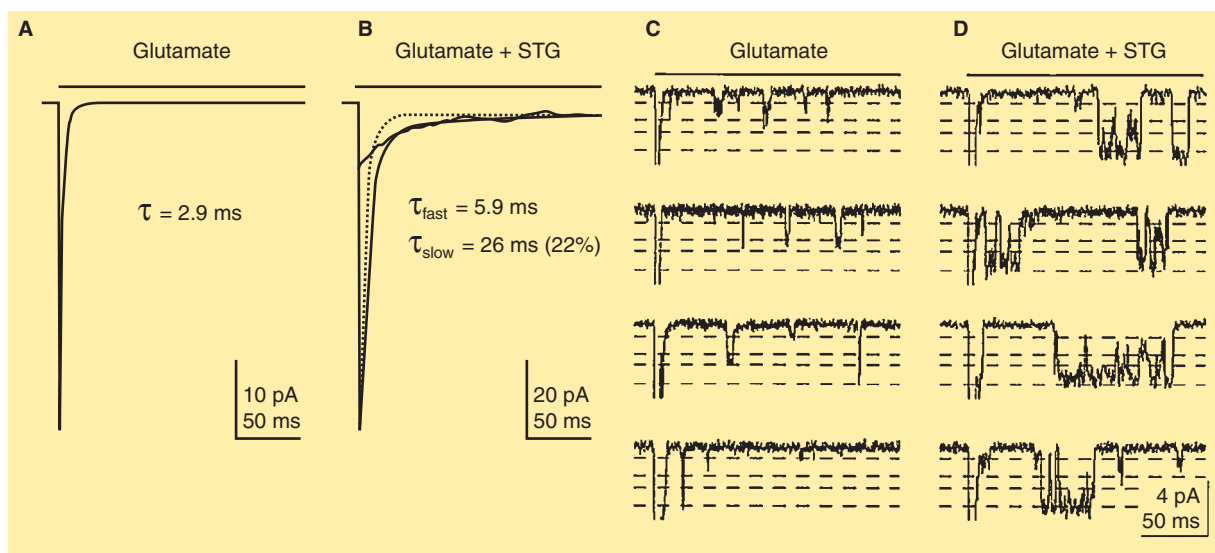 A
Glutamate
τ = 2.9 ms
10 pA
50 ms
B
Glutamate + STG
τfast = 5.9 ms
τslow = 26 ms (22%)
20 pA
50 ms
C
Glutamate
D
Glutamate + STG
4 pA
50 ms